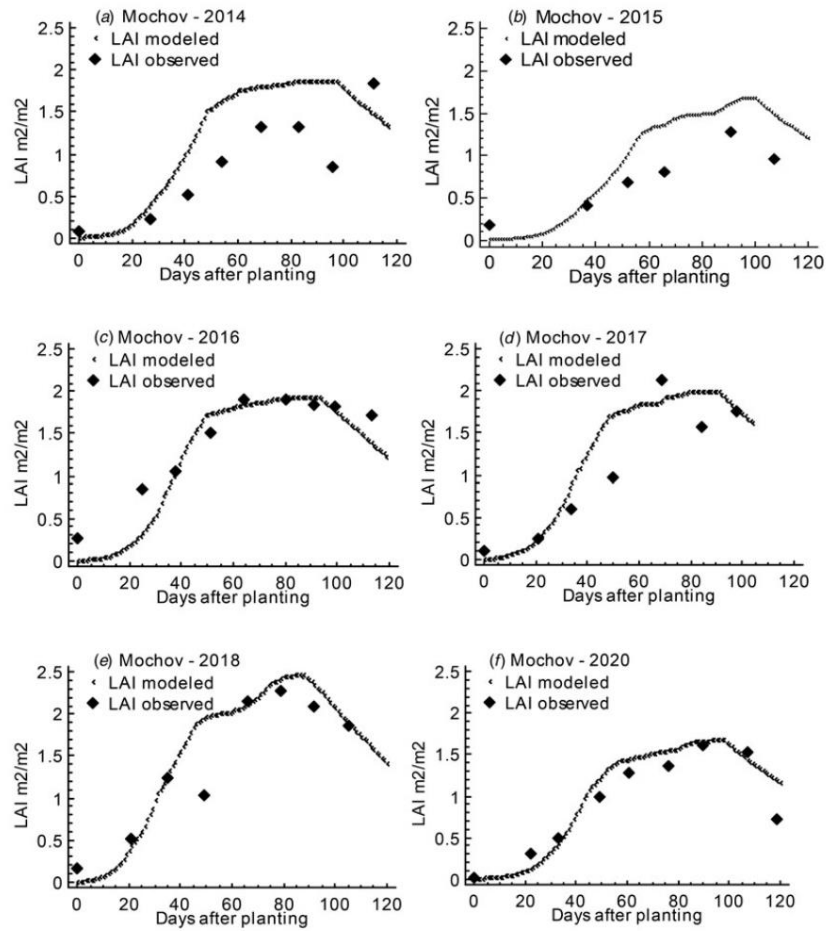 (a) Mochov - 2014
LAI modeled
LAI observed
LAI m2/m2
2.5
2
1.5
1
0.5
0
0 20 40 60 80 100 120
Days after planting
(b) Mochov - 2015
LAI modeled
LAI observed
LAI m2/m2
2.5
2
1.5
1
0.5
0
0 20 40 60 80 100 120
Days after planting
(c) Mochov - 2016
LAI modeled
LAI observed
LAI m2/m2
2.5
2
1.5
1
0.5
0
0 20 40 60 80 100 120
Days after planting
(d) Mochov - 2017
LAI modeled
LAI observed
LAI m2/m2
2.5
2
1.5
1
0.5
0
0 20 40 60 80 100 120
Days after planting
(e) Mochov - 2018
LAI modeled
LAI observed
LAI m2/m2
2.5
2
1.5
1
0.5
0
0 20 40 60 80 100 120
Days after planting
(f) Mochov - 2020
LAI modeled
LAI observed
LAI m2/m2
2.5
2
1.5
1
0.5
0
0 20 40 60 80 100 120
Days after planting